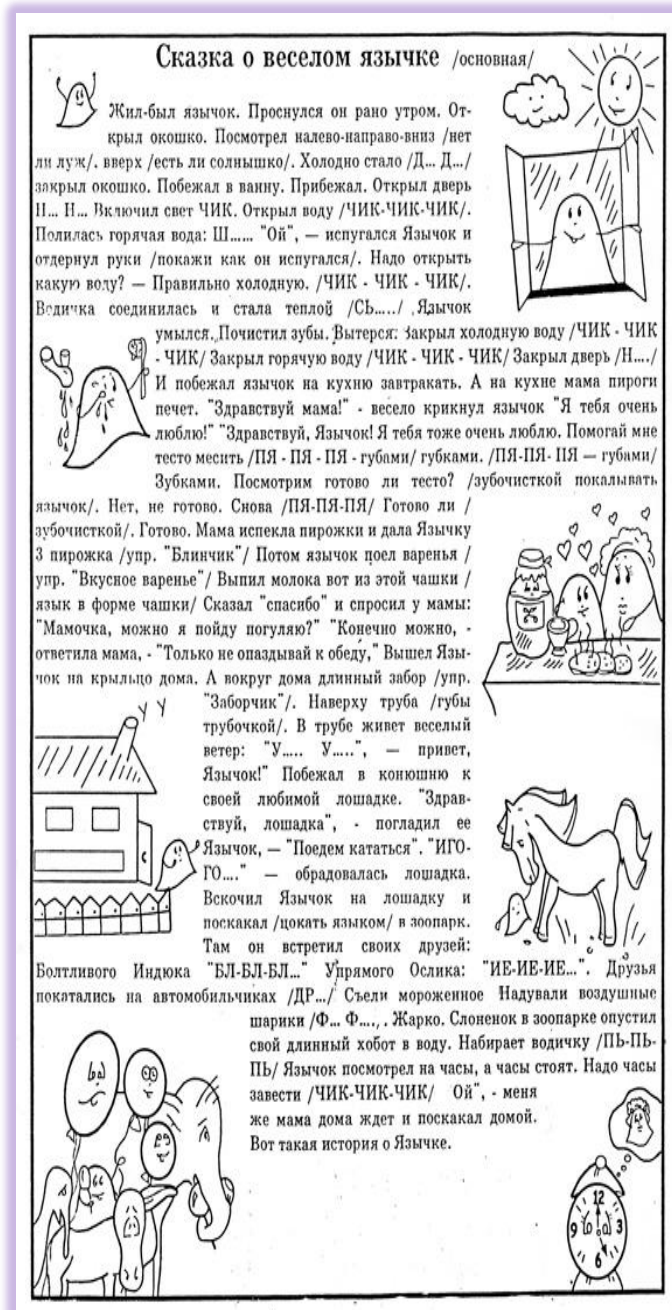 Сказка о веселом язычке /основная/
Жил-был язычок. Проснулся он рано утром. От-
крыл окошко. Посмотрел налево-направо-вниз /нет
ли луж/. вверх /есть ли солнышко/. Холодно стало /Д... Д.../
закрыл окошко. Побежал в ванну. Прибежал. Открыл дверь
Н... Н... Включил свет ЧИК. Открыл воду /ЧИК-ЧИК-ЧИК/.
Полилась горячая вода: Ш...... "Ой", — испугался Язычок и
отдернул руки /покажи как он испугался/. Надо открыть
какую воду? — Правильно холодную. /ЧИК - ЧИК - ЧИК/.
Водичка соединилась и стала теплой /СЬ...../ Язычок
умылся. Почистил зубы. Вытерся. Закрыл холодную воду /ЧИК - ЧИК
- ЧИК/ Закрыл горячую воду /ЧИК - ЧИК - ЧИК/ Закрыл дверь /Н..../
И побежал язычок на кухню завтракать. А на кухне мама пироги
печет. "Здравствуй мама!" - весело крикнул язычок "Я тебя очень
люблю!" "Здравствуй, Язычок! Я тебя тоже очень люблю. Помогай мне
тесто месить /ПЯ - ПЯ - ПЯ - губами/ губками. /ПЯ-ПЯ- ПЯ — губами/
Зубками. Посмотрим готово ли тесто? /зубочисткой покалывать
язычок/. Нет, не готово. Снова /ПЯ-ПЯ-ПЯ/ Готово ли /
зубочисткой/. Готово. Мама испекла пирожки и дала Язычку
3 пирожка /упр. "Блинчик"/ Потом язычок поел варенья /
упр. "Вкусное варенье"/ Выпил молока вот из этой чашки /
язык в форме чашки/ Сказал "спасибо" и спросил у мамы:
"Мамочка, можно я пойду погуляю?" "Конечно можно, -
ответила мама, - "Только не опаздывай к обеду," Вышел Язы-
чок на крыльцо дома. А вокруг дома длинный забор /упр.
"Заборчик"/. Наверху труба /губы
трубочкой/. В трубе живет веселый
ветер: "У..... У.....", — привет,
Язычок!" Побежал в конюшню к
своей любимой лошадке. "Здрав-
ствуй, лошадка", - погладил ее
Язычок, — "Поедем кататься". "ИГО-
ГО...." — обрадовалась лошадка.
Вскочил Язычок на лошадку и
поскакал /цокать языком/ в зоопарк.
Там он встретил своих друзей:
Болтливого Индюка "БЛ-БЛ-БЛ..." Упрямого Ослика: "ИЕ-ИЕ-ИЕ...". Друзья
покатались на автомобильчиках /ДР.../ Съели мороженное Надували воздушные
шарики /Ф... Ф...., . Жарко. Слоненок в зоопарке опустил
свой длинный хобот в воду. Набирает водичку /ПЬ-ПЬ-
ПЬ/ Язычок посмотрел на часы, а часы стоят. Надо часы
завести /ЧИК-ЧИК-ЧИК/ Ой", - меня
же мама дома ждет и поскакал домой.
Вот такая история о Язычке.
У У
12
9 3
6